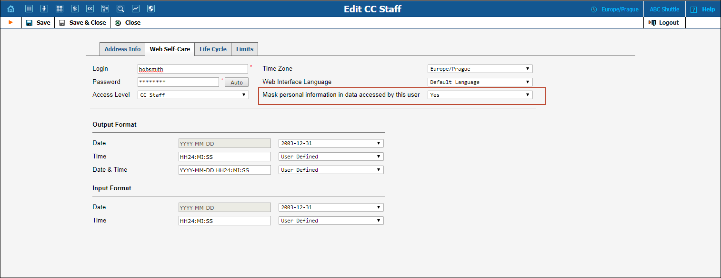 Edit CC Staff
Europe/Prague ABC Shuttle Help
Save Save & Close Close Logout
Address Info Web Self-Care Life Cycle Limits
Login * Time Zone Europe/Prague
Password ******** * Auto Web Interface Language Default Language
Access Level CC Staff Mask personal information in data accessed by this user Yes
Output Format
Date YYYY-MM-DD 2003-12-31
Time HH24:MI:SS User Defined
Date & Time YYYY-MM-DD HH24:MI:SS User Defined
Input Format
Date YYYY-MM-DD 2003-12-31
Time HH24:MI:SS User Defined